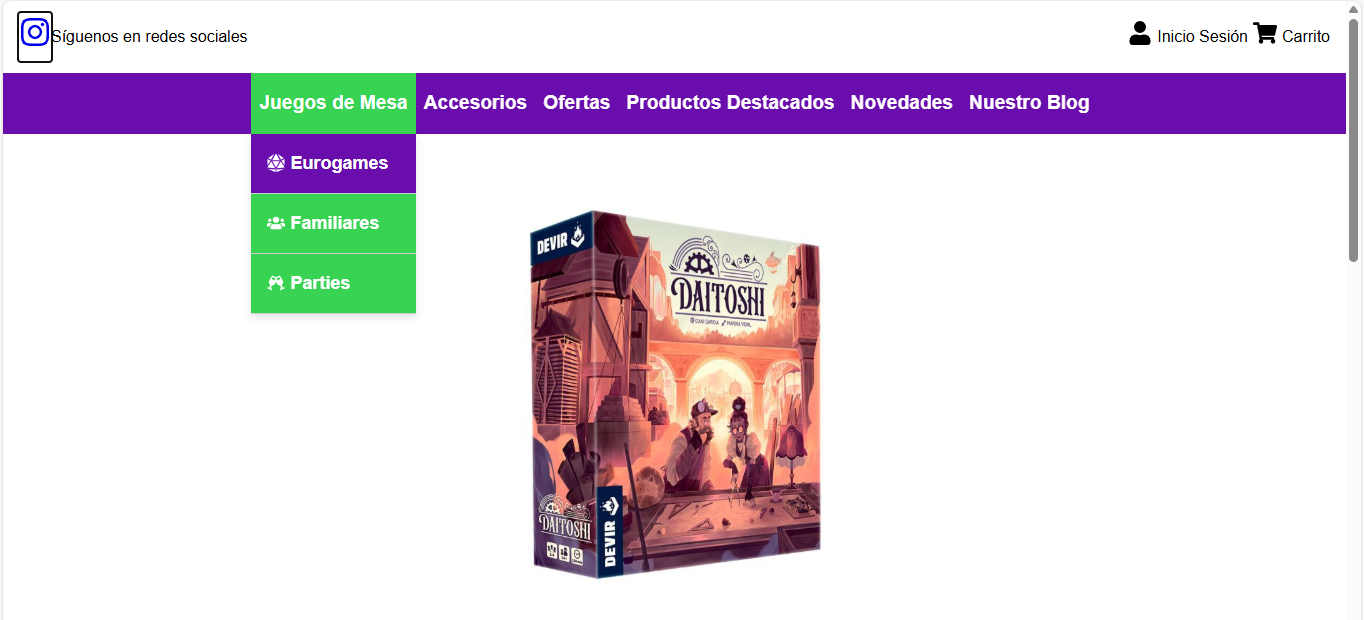 Síguenos en redes sociales
Inicio Sesión Carrito
Juegos de Mesa Accesorios Ofertas Productos Destacados Novedades Nuestro Blog
Eurogames
Familiares
Parties
DEVIR
DAITOSHI
DAITOSHI
DEVIR